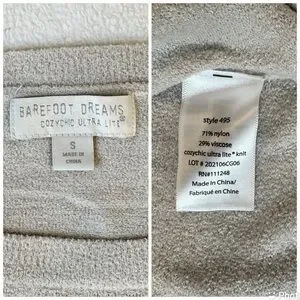 BAREFOOT DREAMS
COZYCHIC ULTRA LITE®
S
MADE IN
CHINA
style 495
71% nylon
29% viscose
cozychic ultra lite® knit
LOT # 202106CG06
RN#111248
Made In China/
Fabriqué en Chine